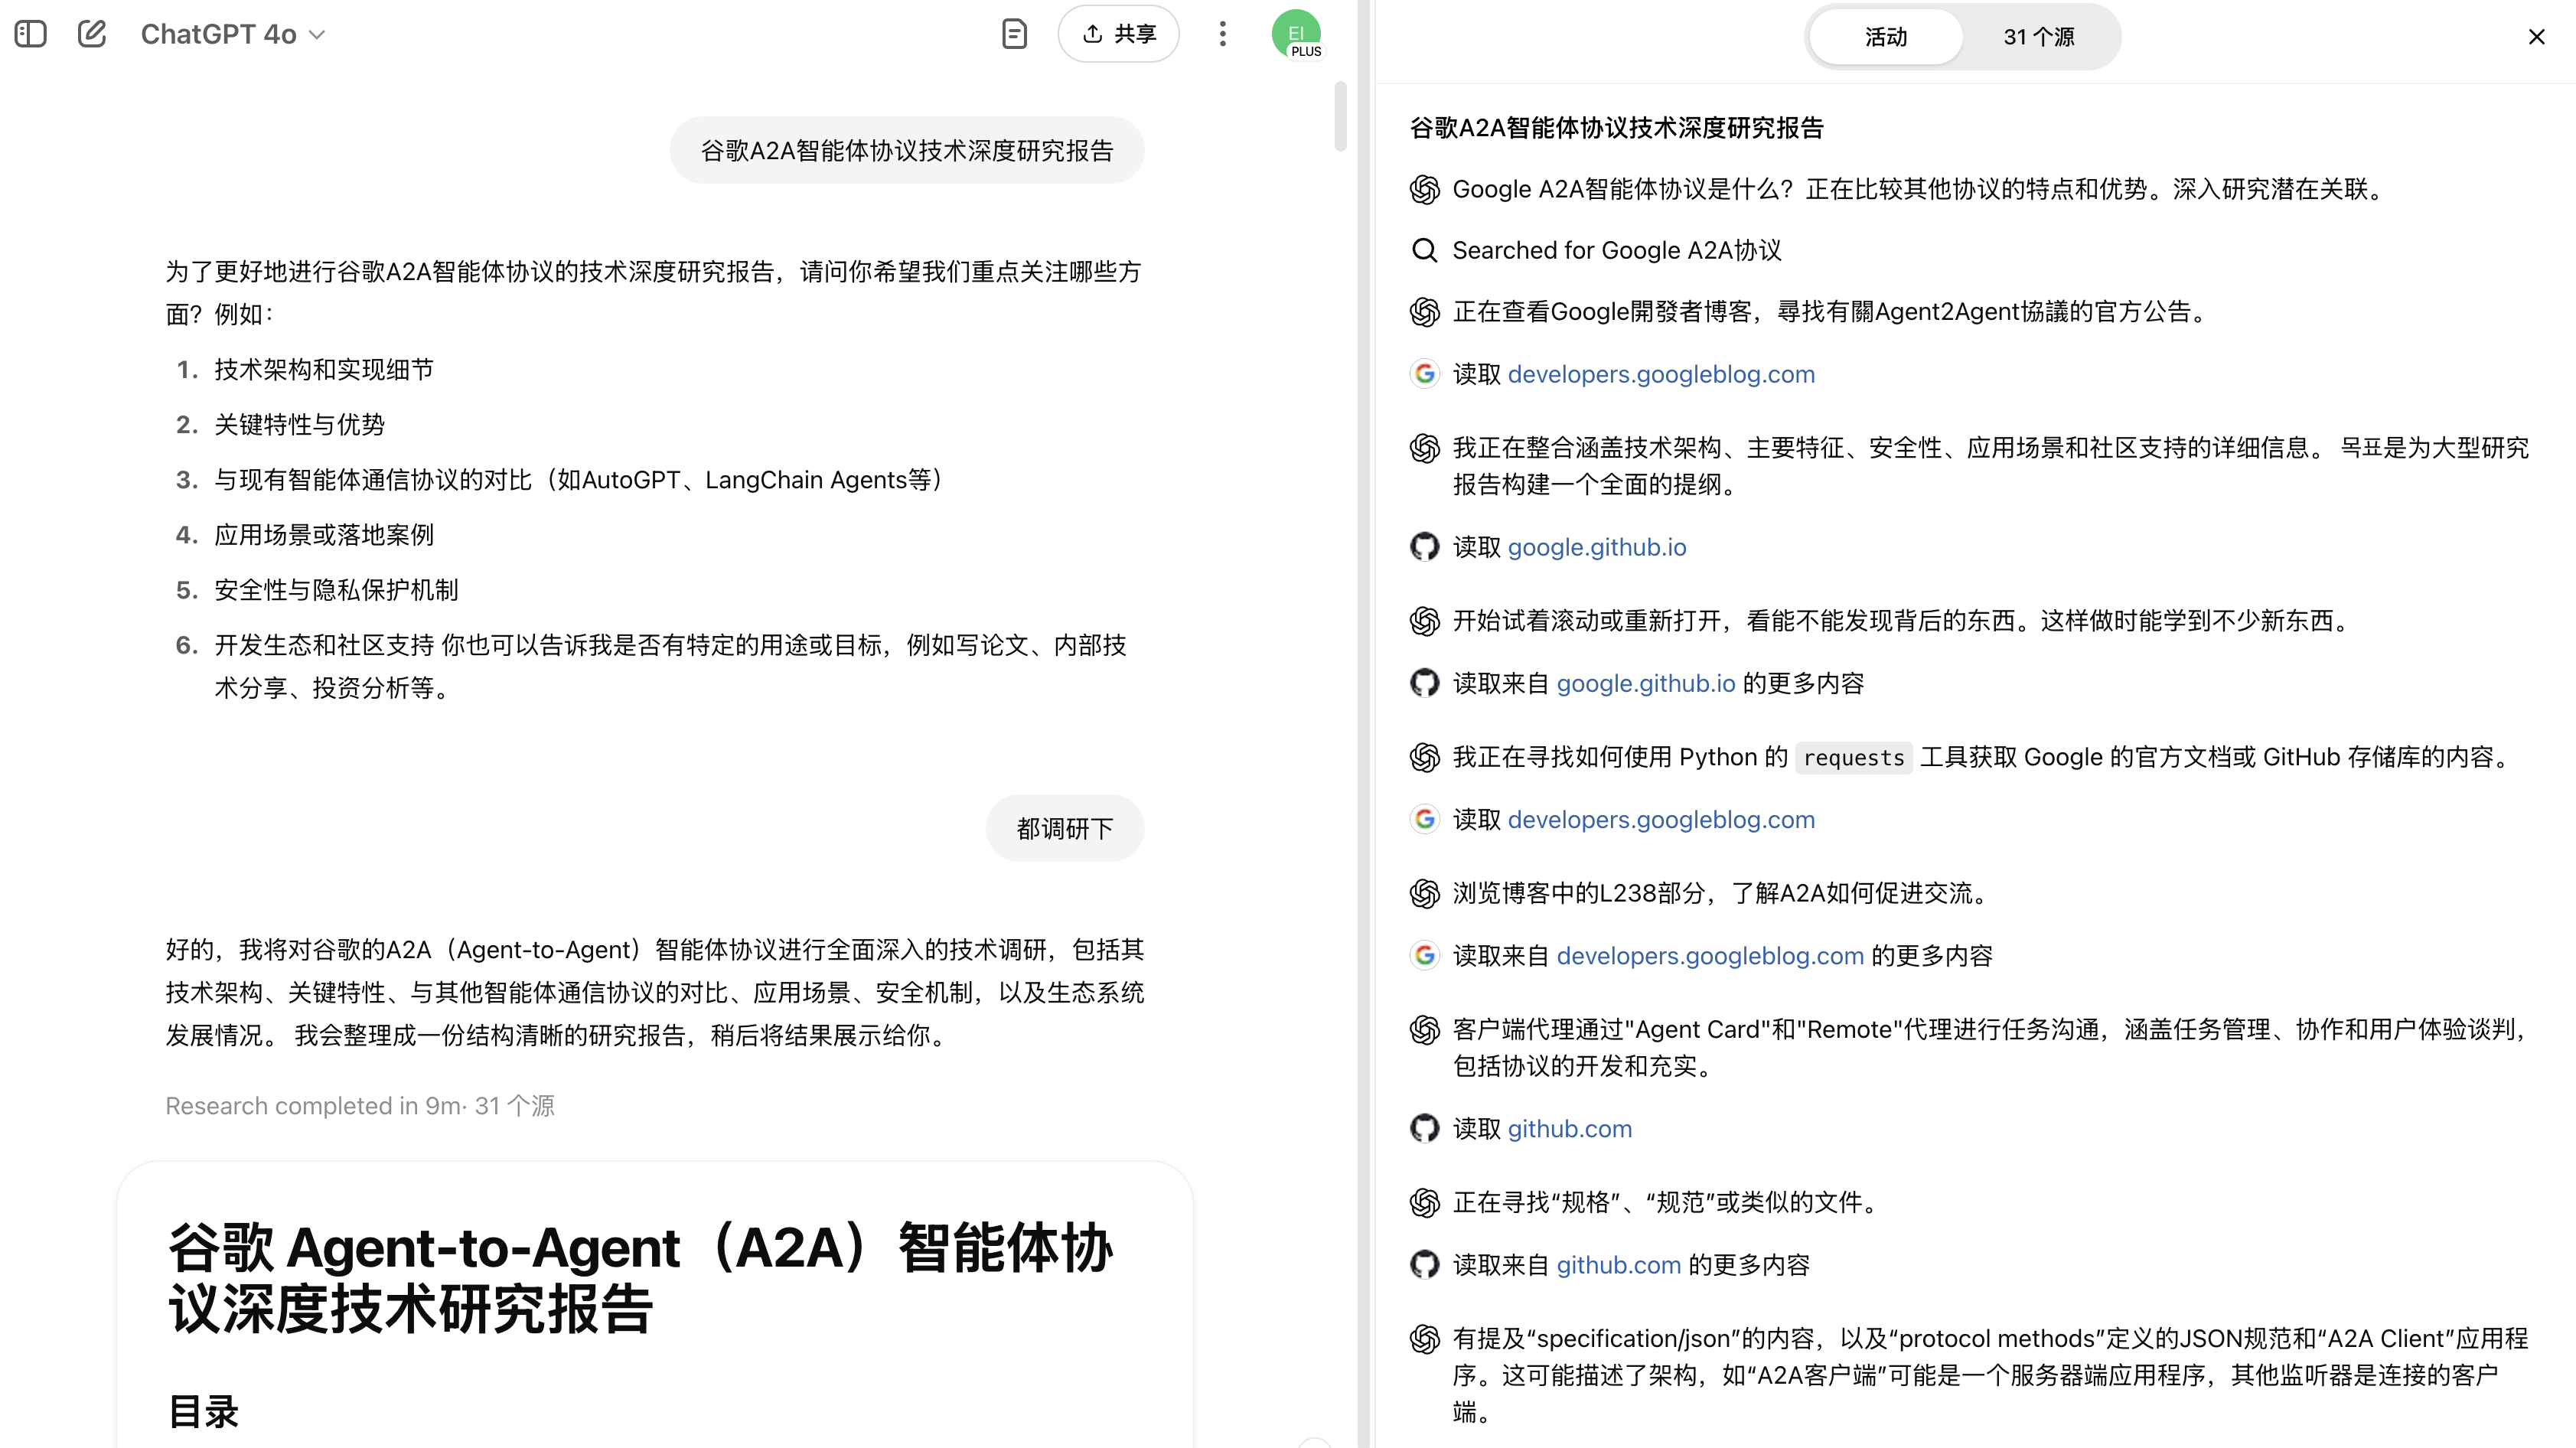 ChatGPT 4o
共享
EI
PLUS
谷歌A2A智能体协议技术深度研究报告
为了更好地进行谷歌A2A智能体协议的技术深度研究报告，请问你希望我们重点关注哪些方
面？例如：
1. 技术架构和实现细节
2. 关键特性与优势
3. 与现有智能体通信协议的对比（如AutoGPT、LangChain Agents等）
4. 应用场景或落地案例
5. 安全性与隐私保护机制
6. 开发生态和社区支持 你也可以告诉我是否有特定的用途或目标，例如写论文、内部技
术分享、投资分析等。
都调研下
好的，我将对谷歌的A2A（Agent-to-Agent）智能体协议进行全面深入的技术调研，包括其
技术架构、关键特性、与其他智能体通信协议的对比、应用场景、安全机制，以及生态系统
发展情况。 我会整理成一份结构清晰的研究报告，稍后将结果展示给你。
Research completed in 9m· 31 个源
谷歌 Agent-to-Agent（A2A）智能体协
议深度技术研究报告
目录
活动
31 个源
谷歌A2A智能体协议技术深度研究报告
Google A2A智能体协议是什么？正在比较其他协议的特点和优势。深入研究潜在关联。
Searched for Google A2A协议
正在查看Google開發者博客，尋找有關Agent2Agent協議的官方公告。
读取 developers.googleblog.com
我正在整合涵盖技术架构、主要特征、安全性、应用场景和社区支持的详细信息。 목표是为大型研究
报告构建一个全面的提纲。
读取 google.github.io
开始试着滚动或重新打开，看能不能发现背后的东西。这样做时能学到不少新东西。
读取来自 google.github.io 的更多内容
我正在寻找如何使用 Python 的 requests 工具获取 Google 的官方文档或 GitHub 存储库的内容。
读取 developers.googleblog.com
浏览博客中的L238部分，了解A2A如何促进交流。
读取来自 developers.googleblog.com 的更多内容
客户端代理通过"Agent Card"和"Remote"代理进行任务沟通，涵盖任务管理、协作和用户体验谈判，
包括协议的开发和充实。
读取 github.com
正在寻找“规格”、“规范”或类似的文件。
读取来自 github.com 的更多内容
有提及“specification/json”的内容，以及“protocol methods”定义的JSON规范和“A2A Client”应用程
序。这可能描述了架构，如“A2A客户端”可能是一个服务器端应用程序，其他监听器是连接的客户
端。